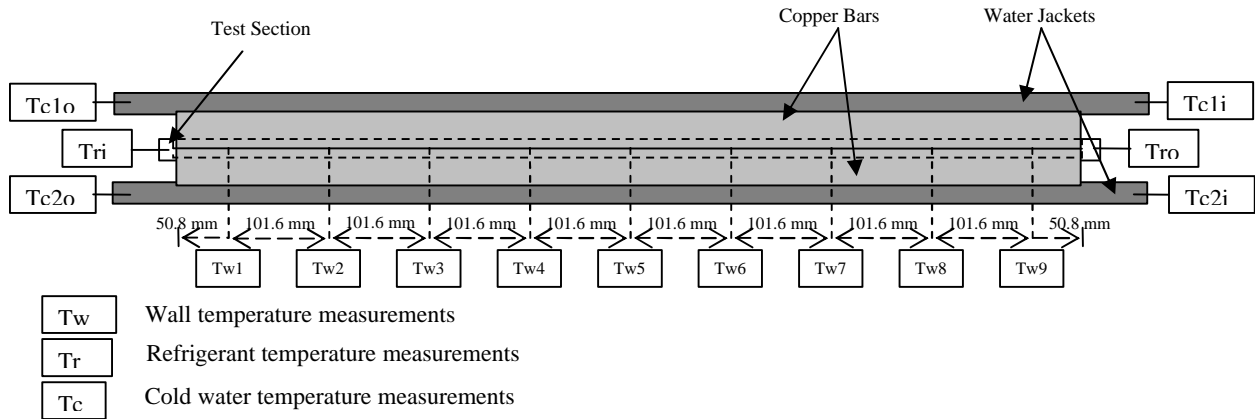 Test Section
Copper Bars
Water Jackets
Tc1o
Tc1i
Tri
Tro
Tc2o
Tc2i
50.8 mm
101.6 mm
101.6 mm
101.6 mm
101.6 mm
101.6 mm
101.6 mm
101.6 mm
101.6 mm
50.8 mm
Tw1
Tw2
Tw3
Tw4
Tw5
Tw6
Tw7
Tw8
Tw9
Tw Wall temperature measurements
Tr Refrigerant temperature measurements
Tc Cold water temperature measurements